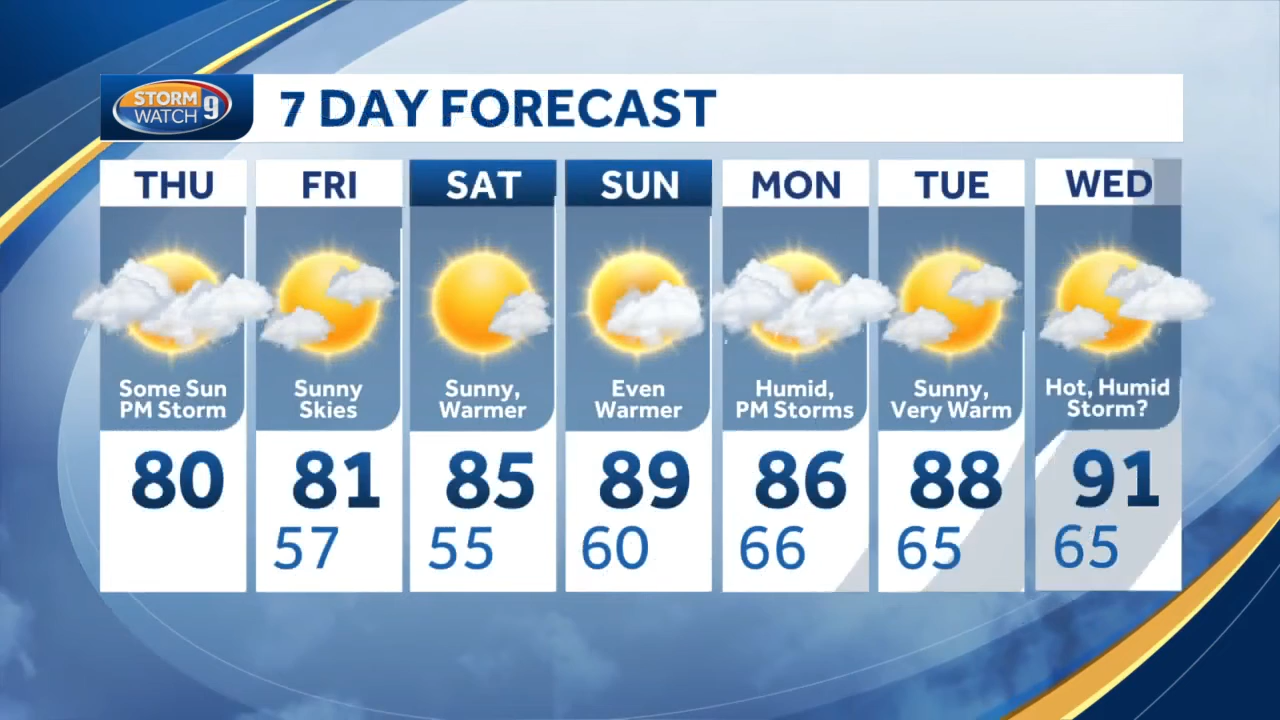 STORM
WATCH 9
7 DAY FORECAST
THU
Some Sun
PM Storm
80
FRI
Sunny
Skies
81
57
SAT
Sunny,
Warmer
85
55
SUN
Even
Warmer
89
60
MON
Humid,
PM Storms
86
66
TUE
Sunny,
Very Warm
88
65
WED
Hot, Humid
Storm?
91
65